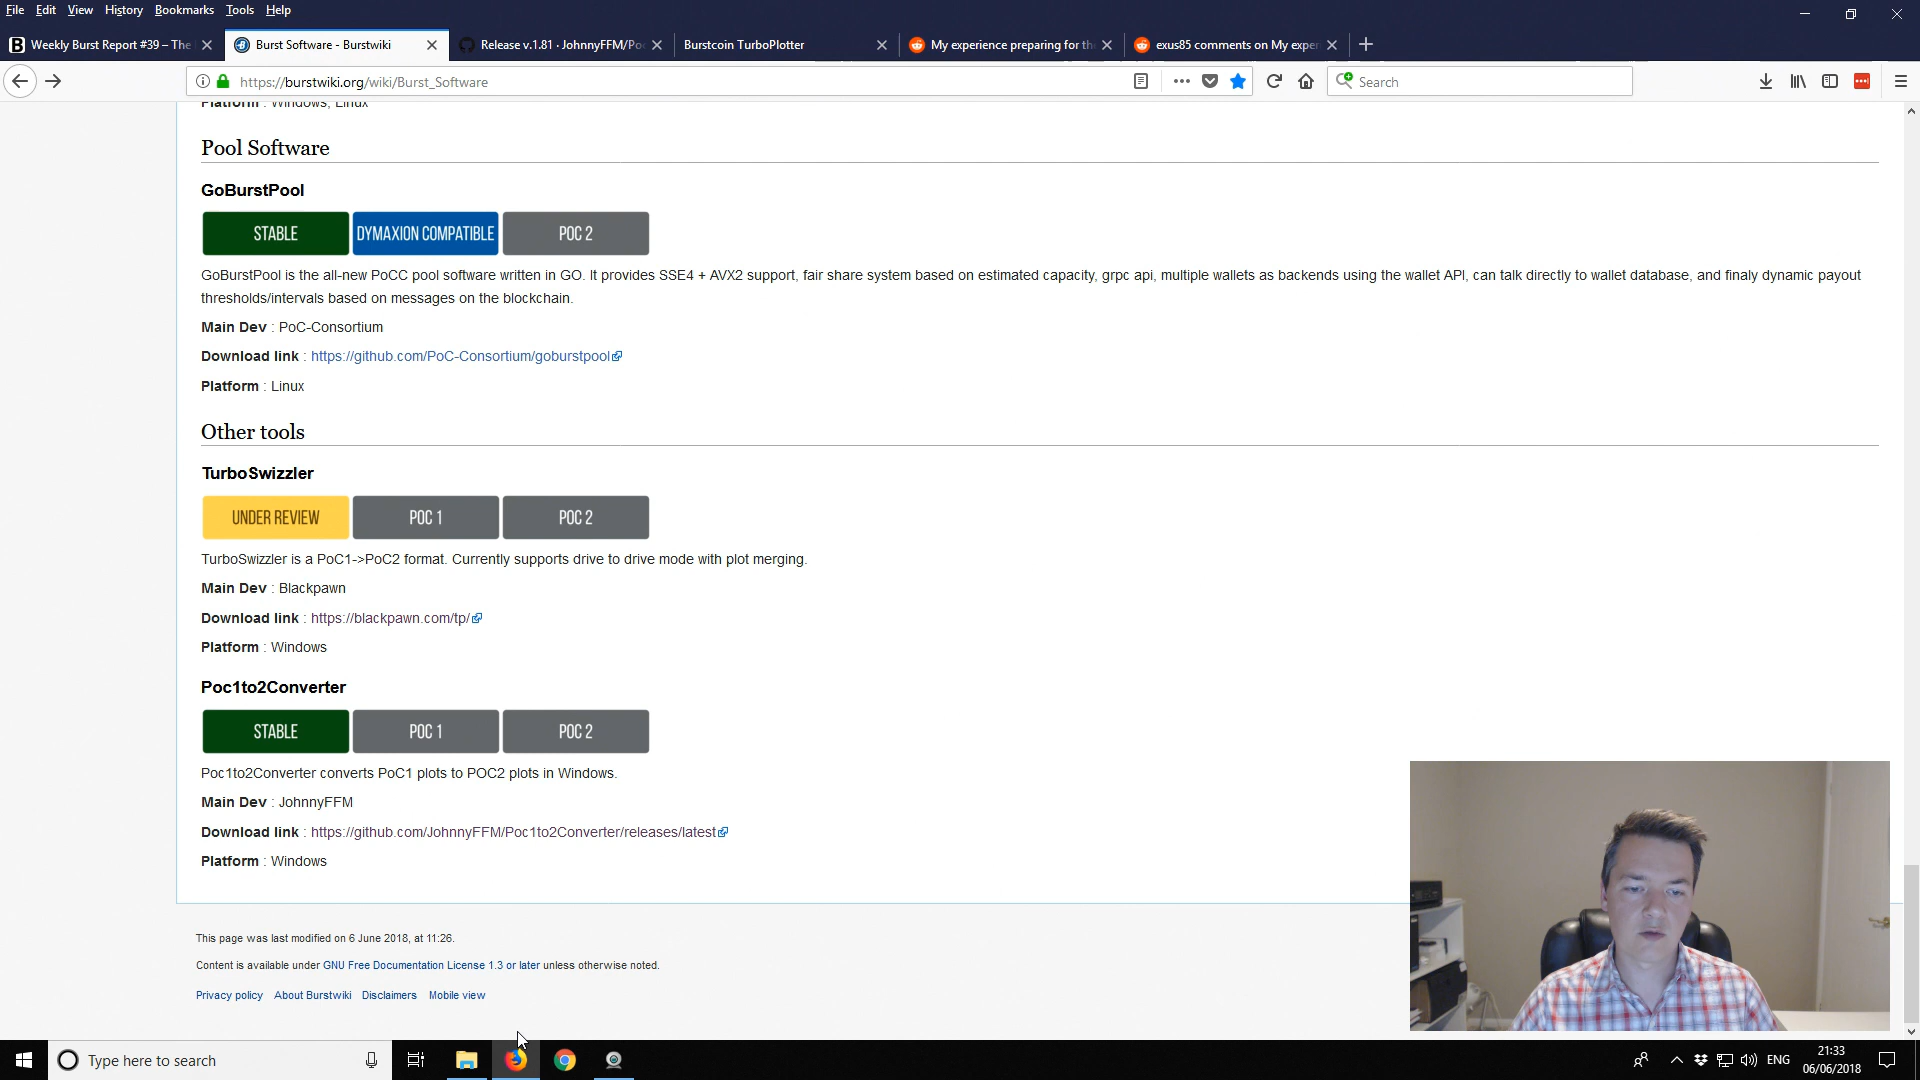 File Edit View History Bookmarks Tools Help
Weekly Burst Report #39 – The
Burst Software - Burstwiki
Release v.1.81 · JohnnyFFM/Po
Burstcoin TurboPlotter
My experience preparing for th
exus85 comments on My exper
https://burstwiki.org/wiki/Burst_Software
Search
Platform : Windows, Linux
Pool Software
GoBurstPool
STABLE DYMAXION COMPATIBLE POC 2
GoBurstPool is the all-new PoCC pool software written in GO. It provides SSE4 + AVX2 support, fair share system based on estimated capacity, grpc api, multiple wallets as backends using the wallet API, can talk directly to wallet database, and finaly dynamic payout
thresholds/intervals based on messages on the blockchain.
Main Dev : PoC-Consortium
Download link : https://github.com/PoC-Consortium/goburstpool
Platform : Linux
Other tools
TurboSwizzler
UNDER REVIEW POC 1 POC 2
TurboSwizzler is a PoC1->PoC2 format. Currently supports drive to drive mode with plot merging.
Main Dev : Blackpawn
Download link : https://blackpawn.com/tp/
Platform : Windows
Poc1to2Converter
STABLE POC 1 POC 2
Poc1to2Converter converts PoC1 plots to POC2 plots in Windows.
Main Dev : JohnnyFFM
Download link : https://github.com/JohnnyFFM/Poc1to2Converter/releases/latest
Platform : Windows
This page was last modified on 6 June 2018, at 11:26.
Content is available under GNU Free Documentation License 1.3 or later unless otherwise noted.
Privacy policy About Burstwiki Disclaimers Mobile view
Type here to search
ENG
21:33
06/06/2018